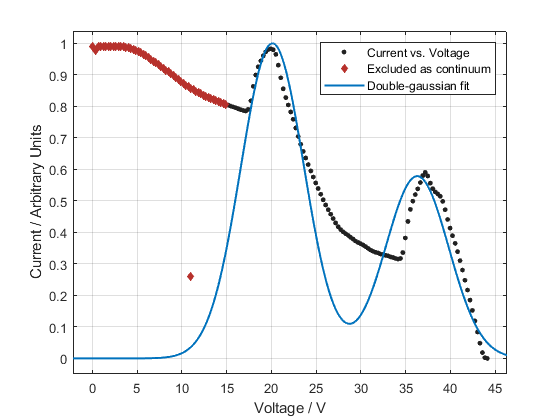 Current / Arbitrary Units
1
0.9
0.8
0.7
0.6
0.5
0.4
0.3
0.2
0.1
0
Current vs. Voltage
Excluded as continuum
Double-gaussian fit
0 5 10 15 20 25 30 35 40 45
Voltage / V